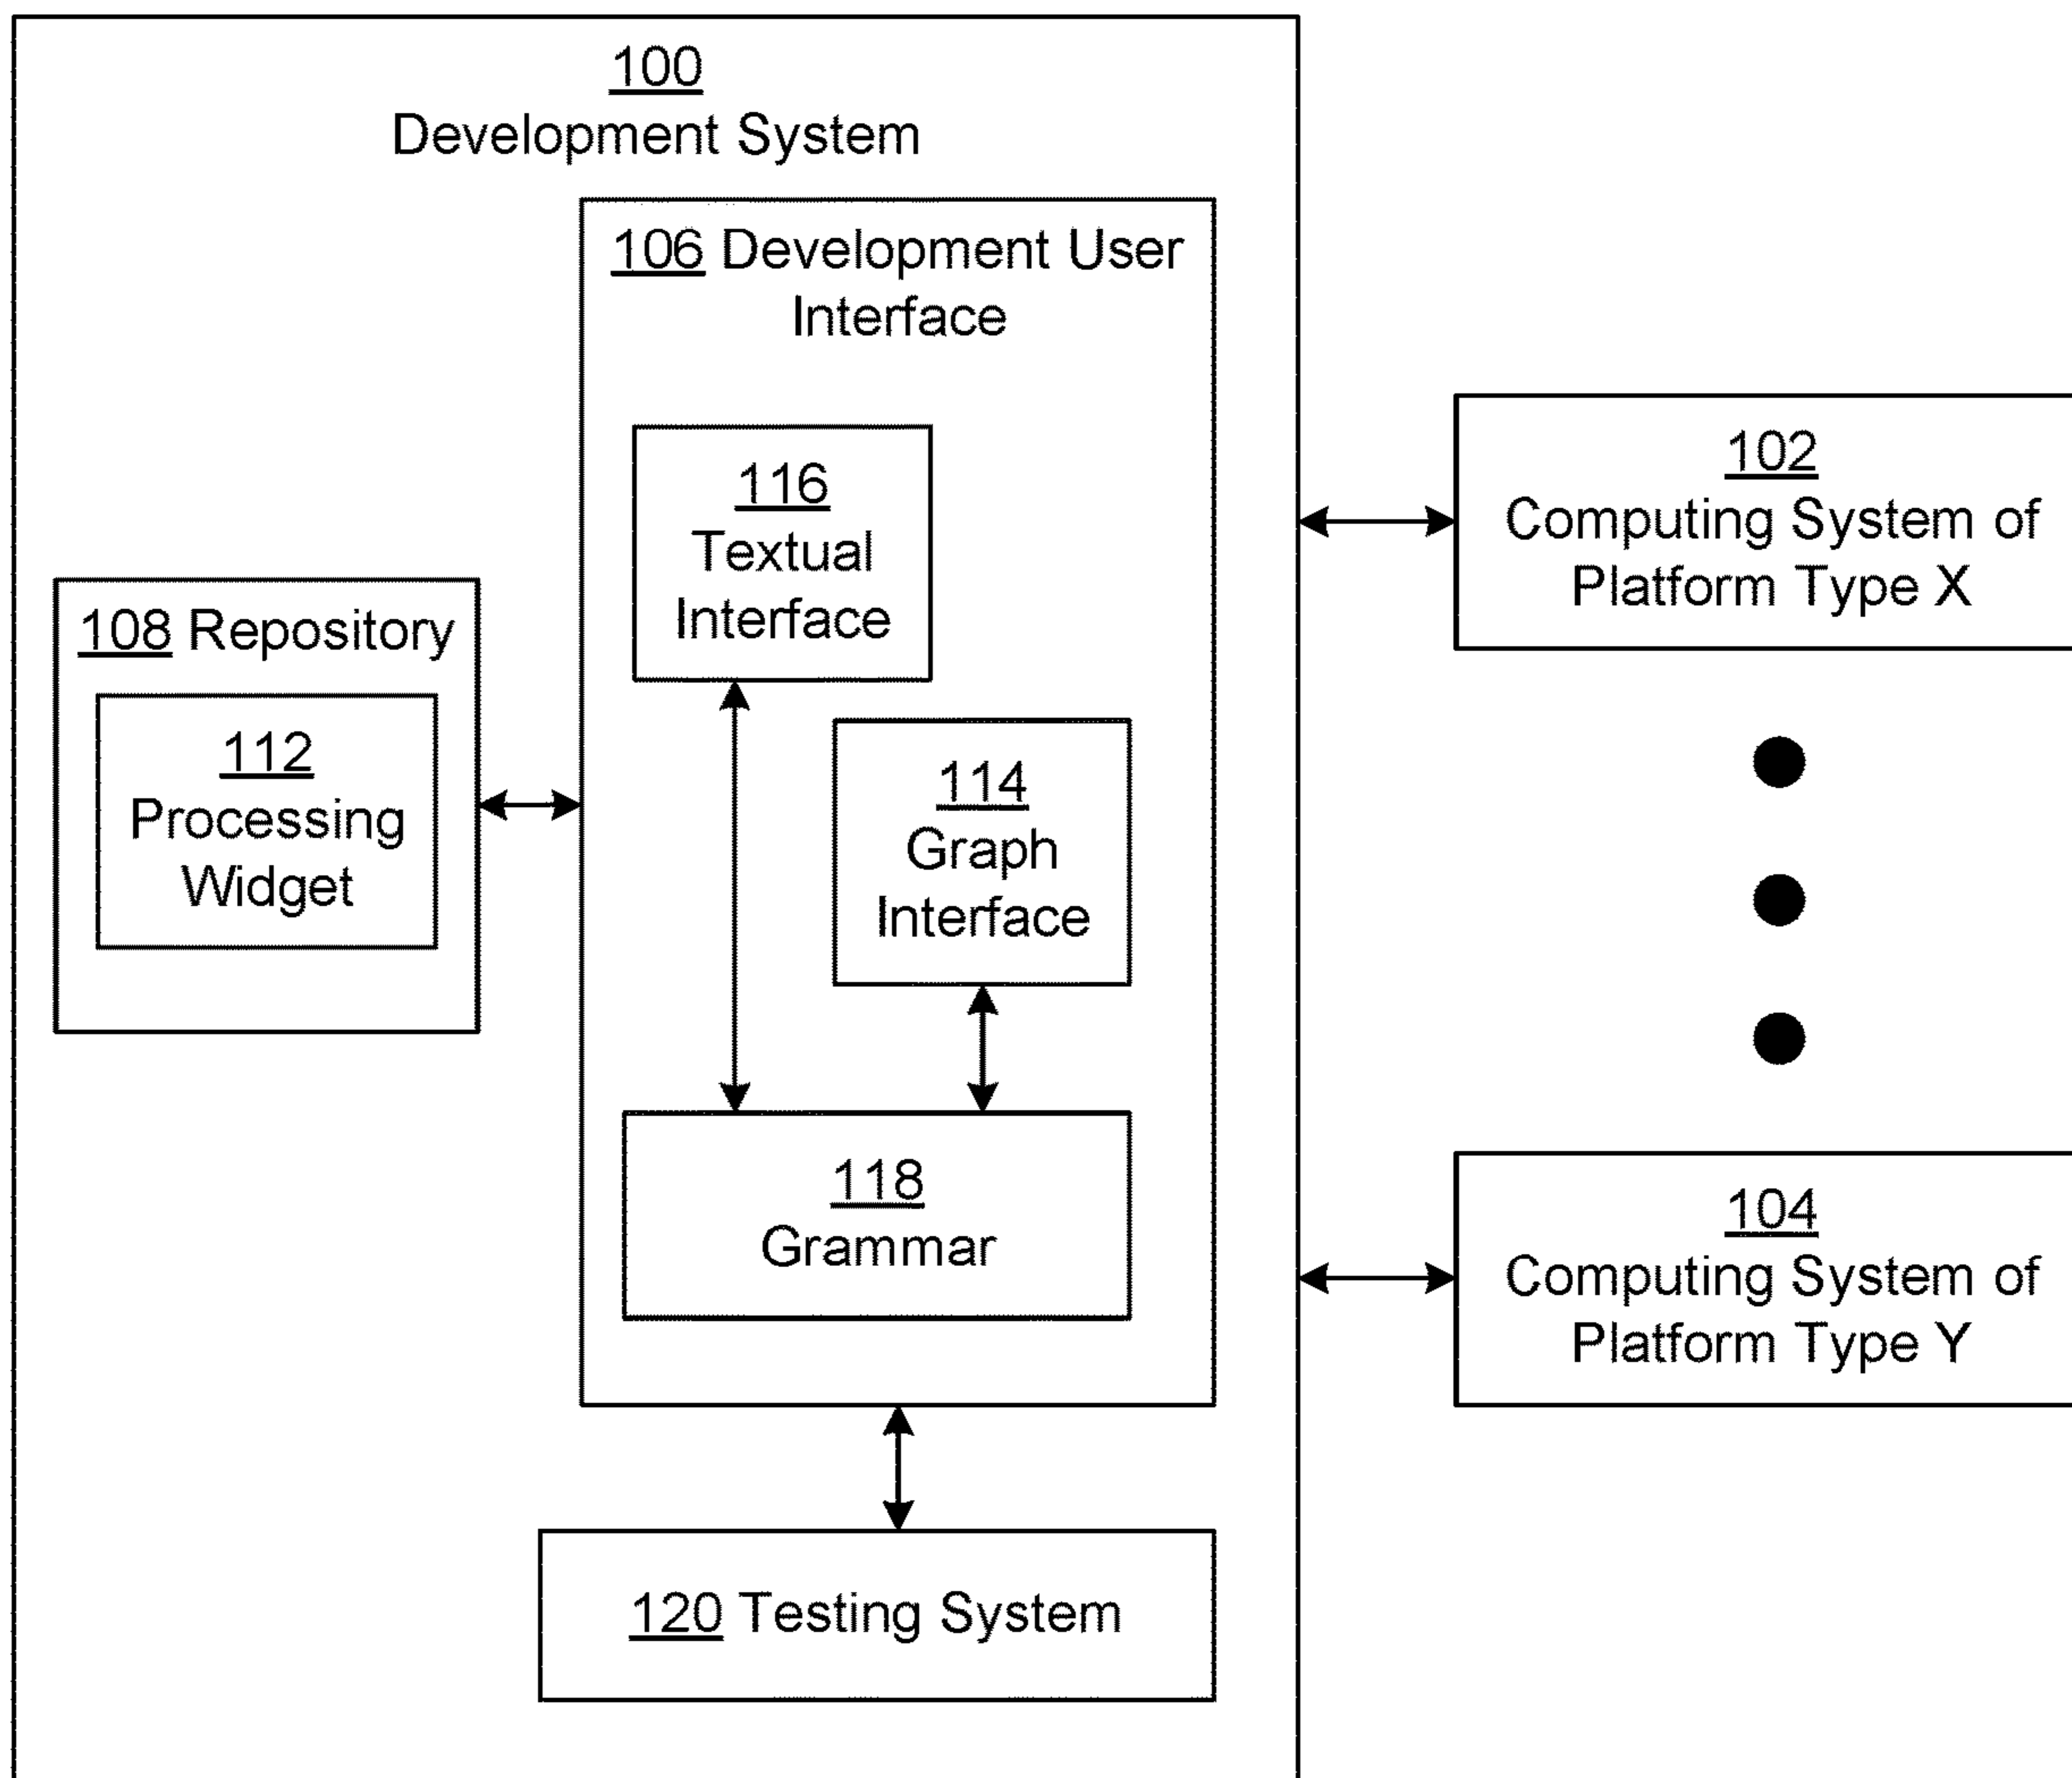 100
Development System
106 Development User
Interface
116
Textual
Interface
108 Repository
112
Processing
Widget
114
Graph
Interface
118
Grammar
120 Testing System
102
Computing System of
Platform Type X
104
Computing System of
Platform Type Y